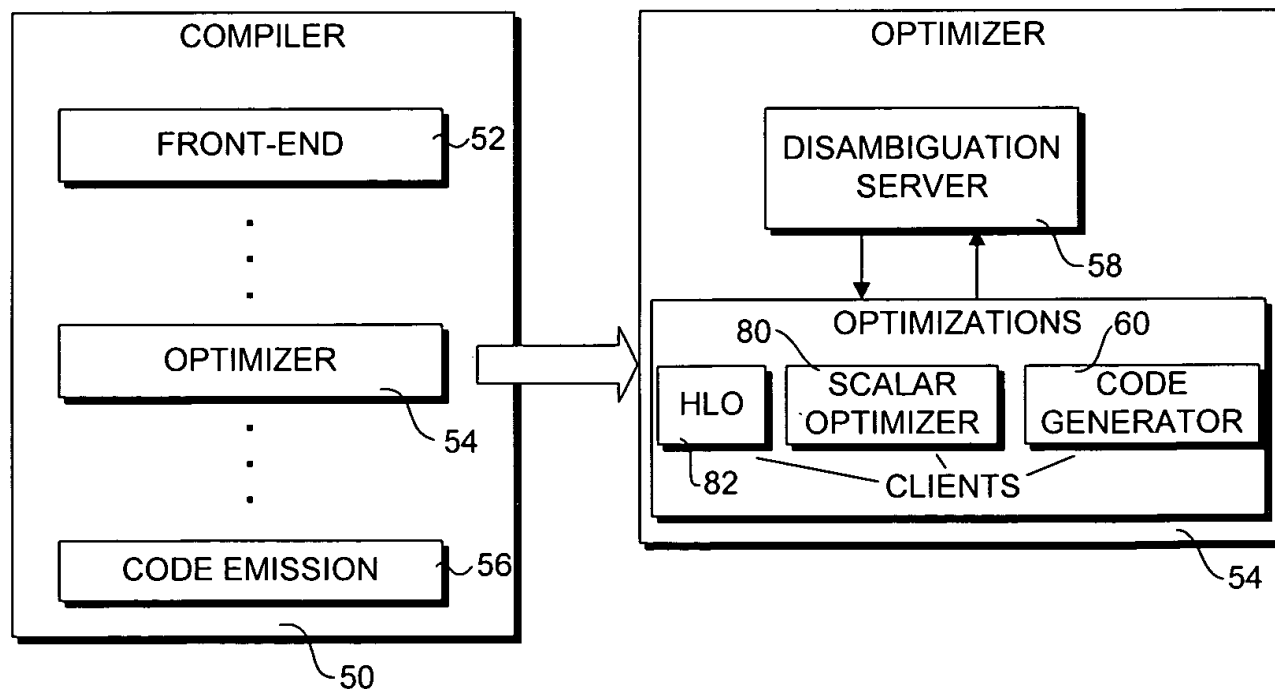 COMPILER
FRONT-END
52
OPTIMIZER
54
CODE EMISSION
56
50
OPTIMIZER
DISAMBIGUATION
SERVER
58
OPTIMIZATIONS
80
60
HLO
SCALAR
OPTIMIZER
CODE
GENERATOR
82
CLIENTS
54